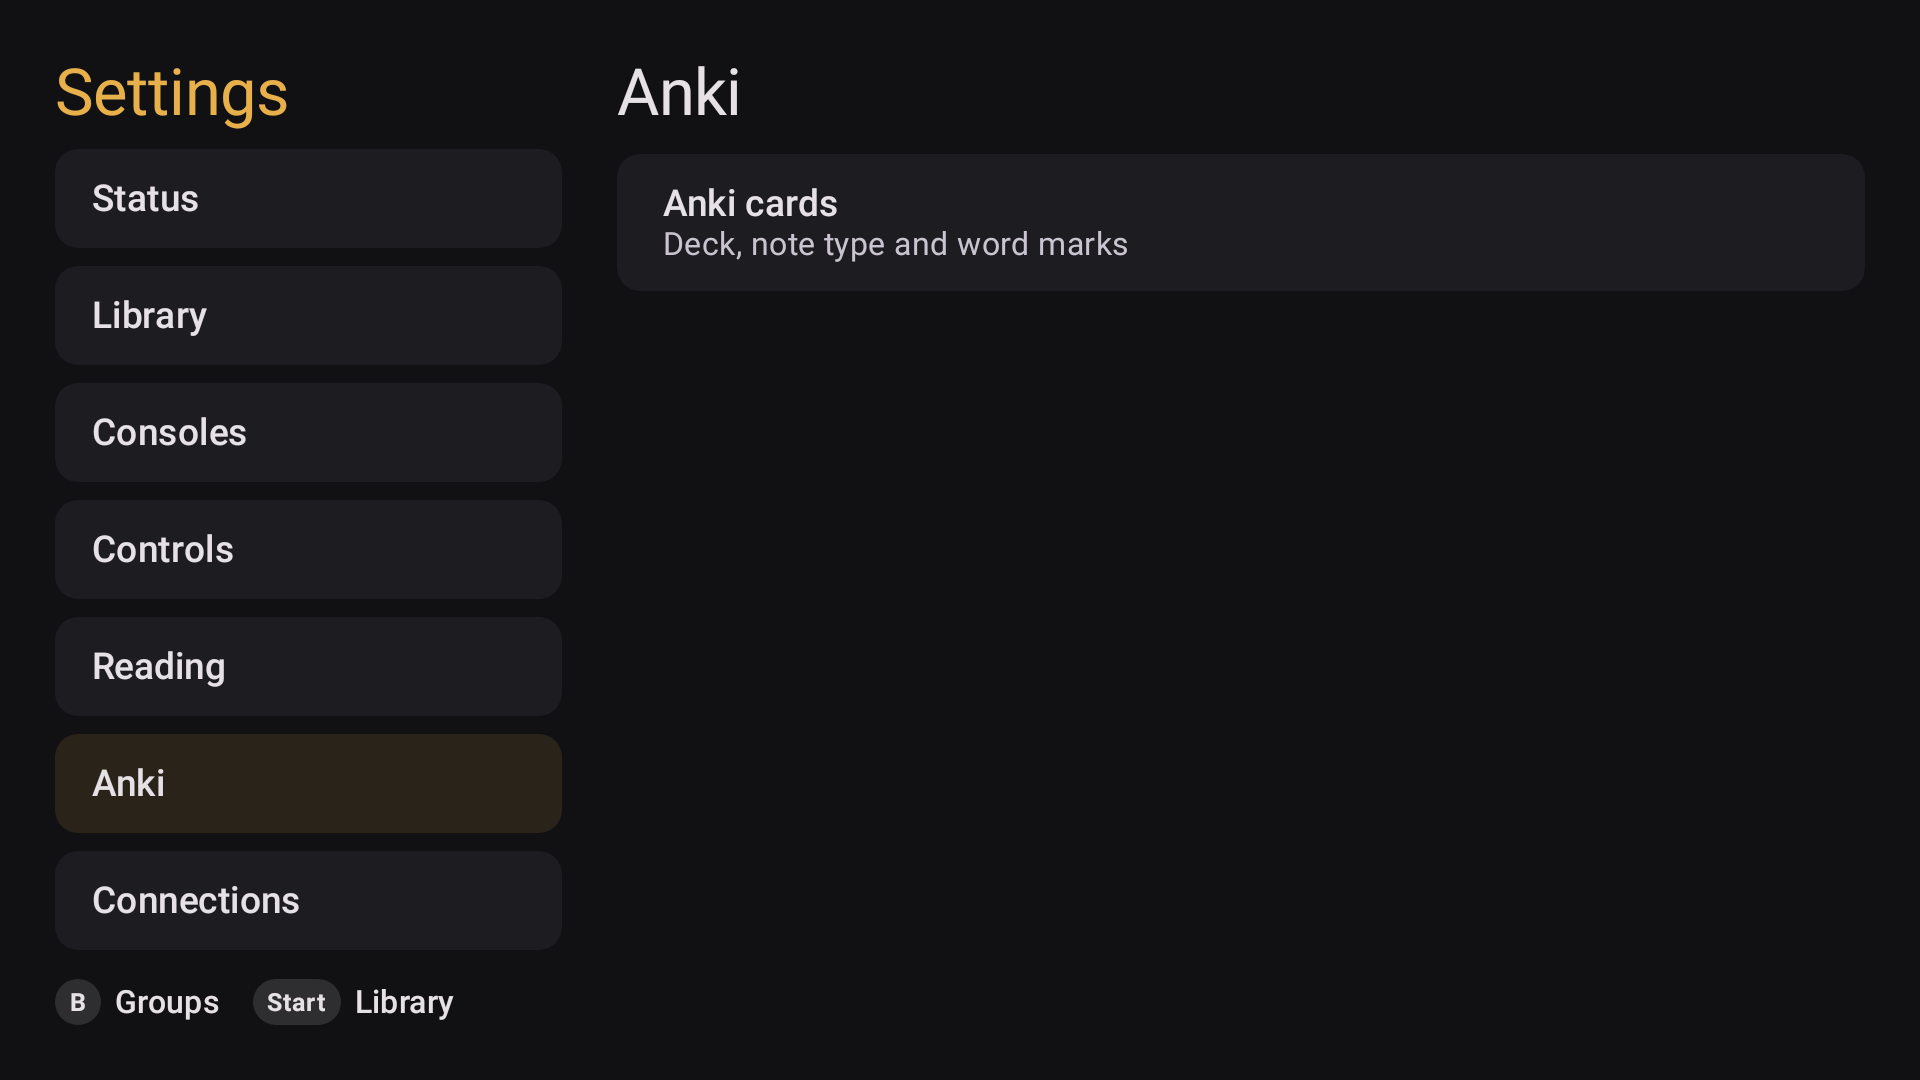 Settings
Status
Library
Consoles
Controls
Reading
Anki
Connections
B Groups Start Library
Anki
Anki cards
Deck, note type and word marks